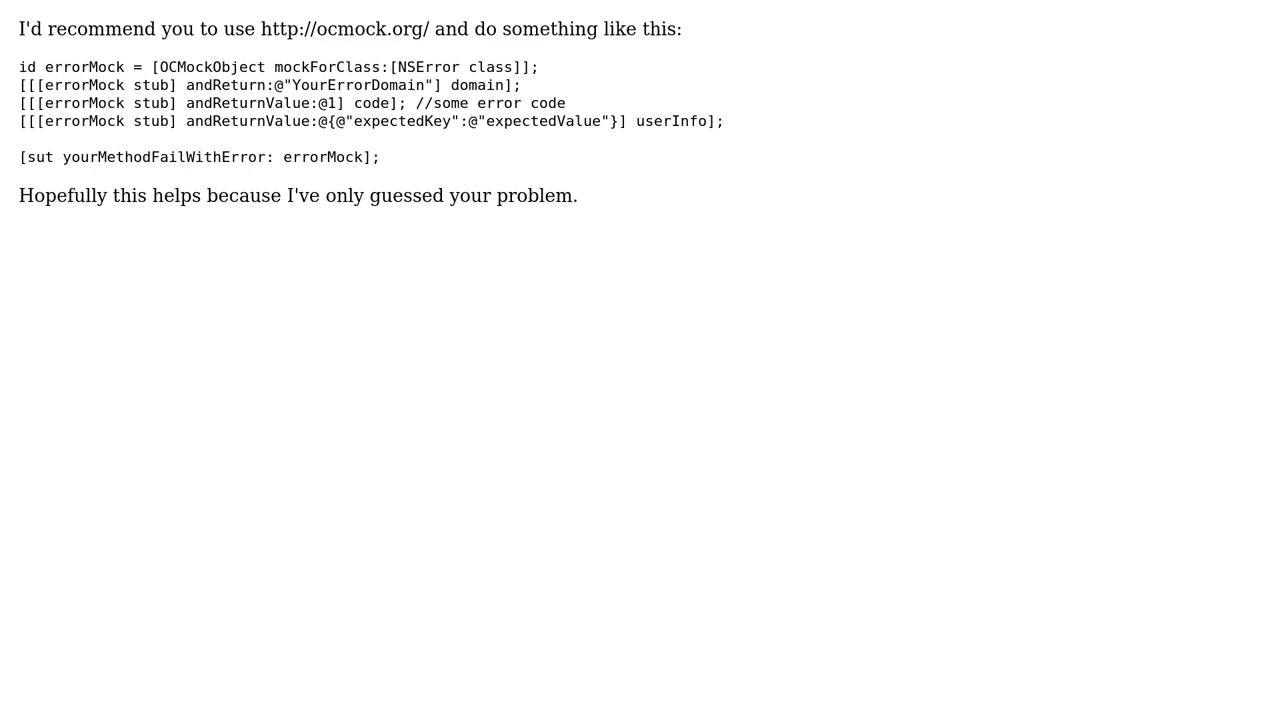 I'd recommend you to use http://ocmock.org/ and do something like this:
id errorMock = [OCMockObject mockForClass:[NSError class]];
[[[errorMock stub] andReturn:@"YourErrorDomain"] domain];
[[[errorMock stub] andReturnValue:@1] code]; //some error code
[[[errorMock stub] andReturnValue:@{@"expectedKey":@"expectedValue"}] userInfo];
[sut yourMethodFailWithError: errorMock];
Hopefully this helps because I've only guessed your problem.